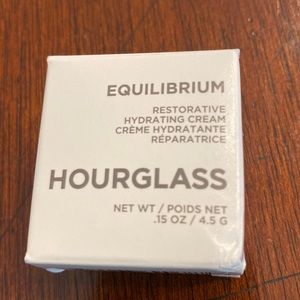 EQUILIBRIUM
RESTORATIVE
HYDRATING CREAM
CRÈME HYDRATANTE
RÉPARATRICE
HOURGLASS
NET WT / POIDS NET
.15 OZ / 4.5 G